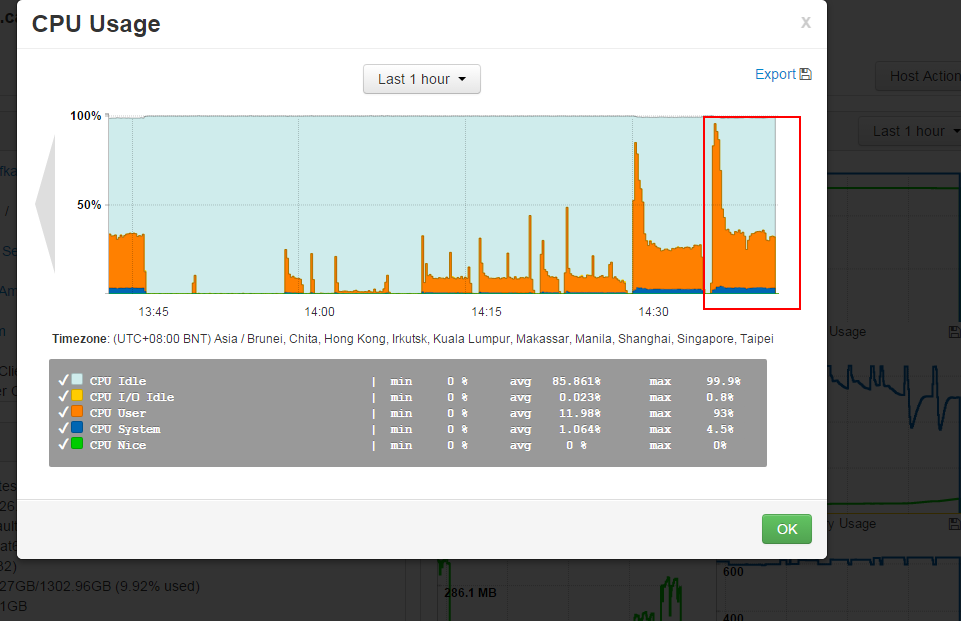 CPU Usage
x
Last 1 hour
Export
Host Action
Last 1 hour
100%
50%
13:45
14:00
14:15
14:30
Timezone: (UTC+08:00 BNT) Asia / Brunei, Chita, Hong Kong, Irkutsk, Kuala Lumpur, Makassar, Manila, Shanghai, Singapore, Taipei
CPU Idle | min 0 % avg 85.861% max 99.9%
CPU I/O Idle | min 0 % avg 0.023% max 0.8%
CPU User | min 0 % avg 11.98% max 93%
CPU System | min 0 % avg 1.064% max 4.5%
CPU Nice | min 0 % avg 0 % max 0%
OK
Usage
y Usage
27GB/1302.96GB (9.92% used)
1GB
286.1 MB
600
400